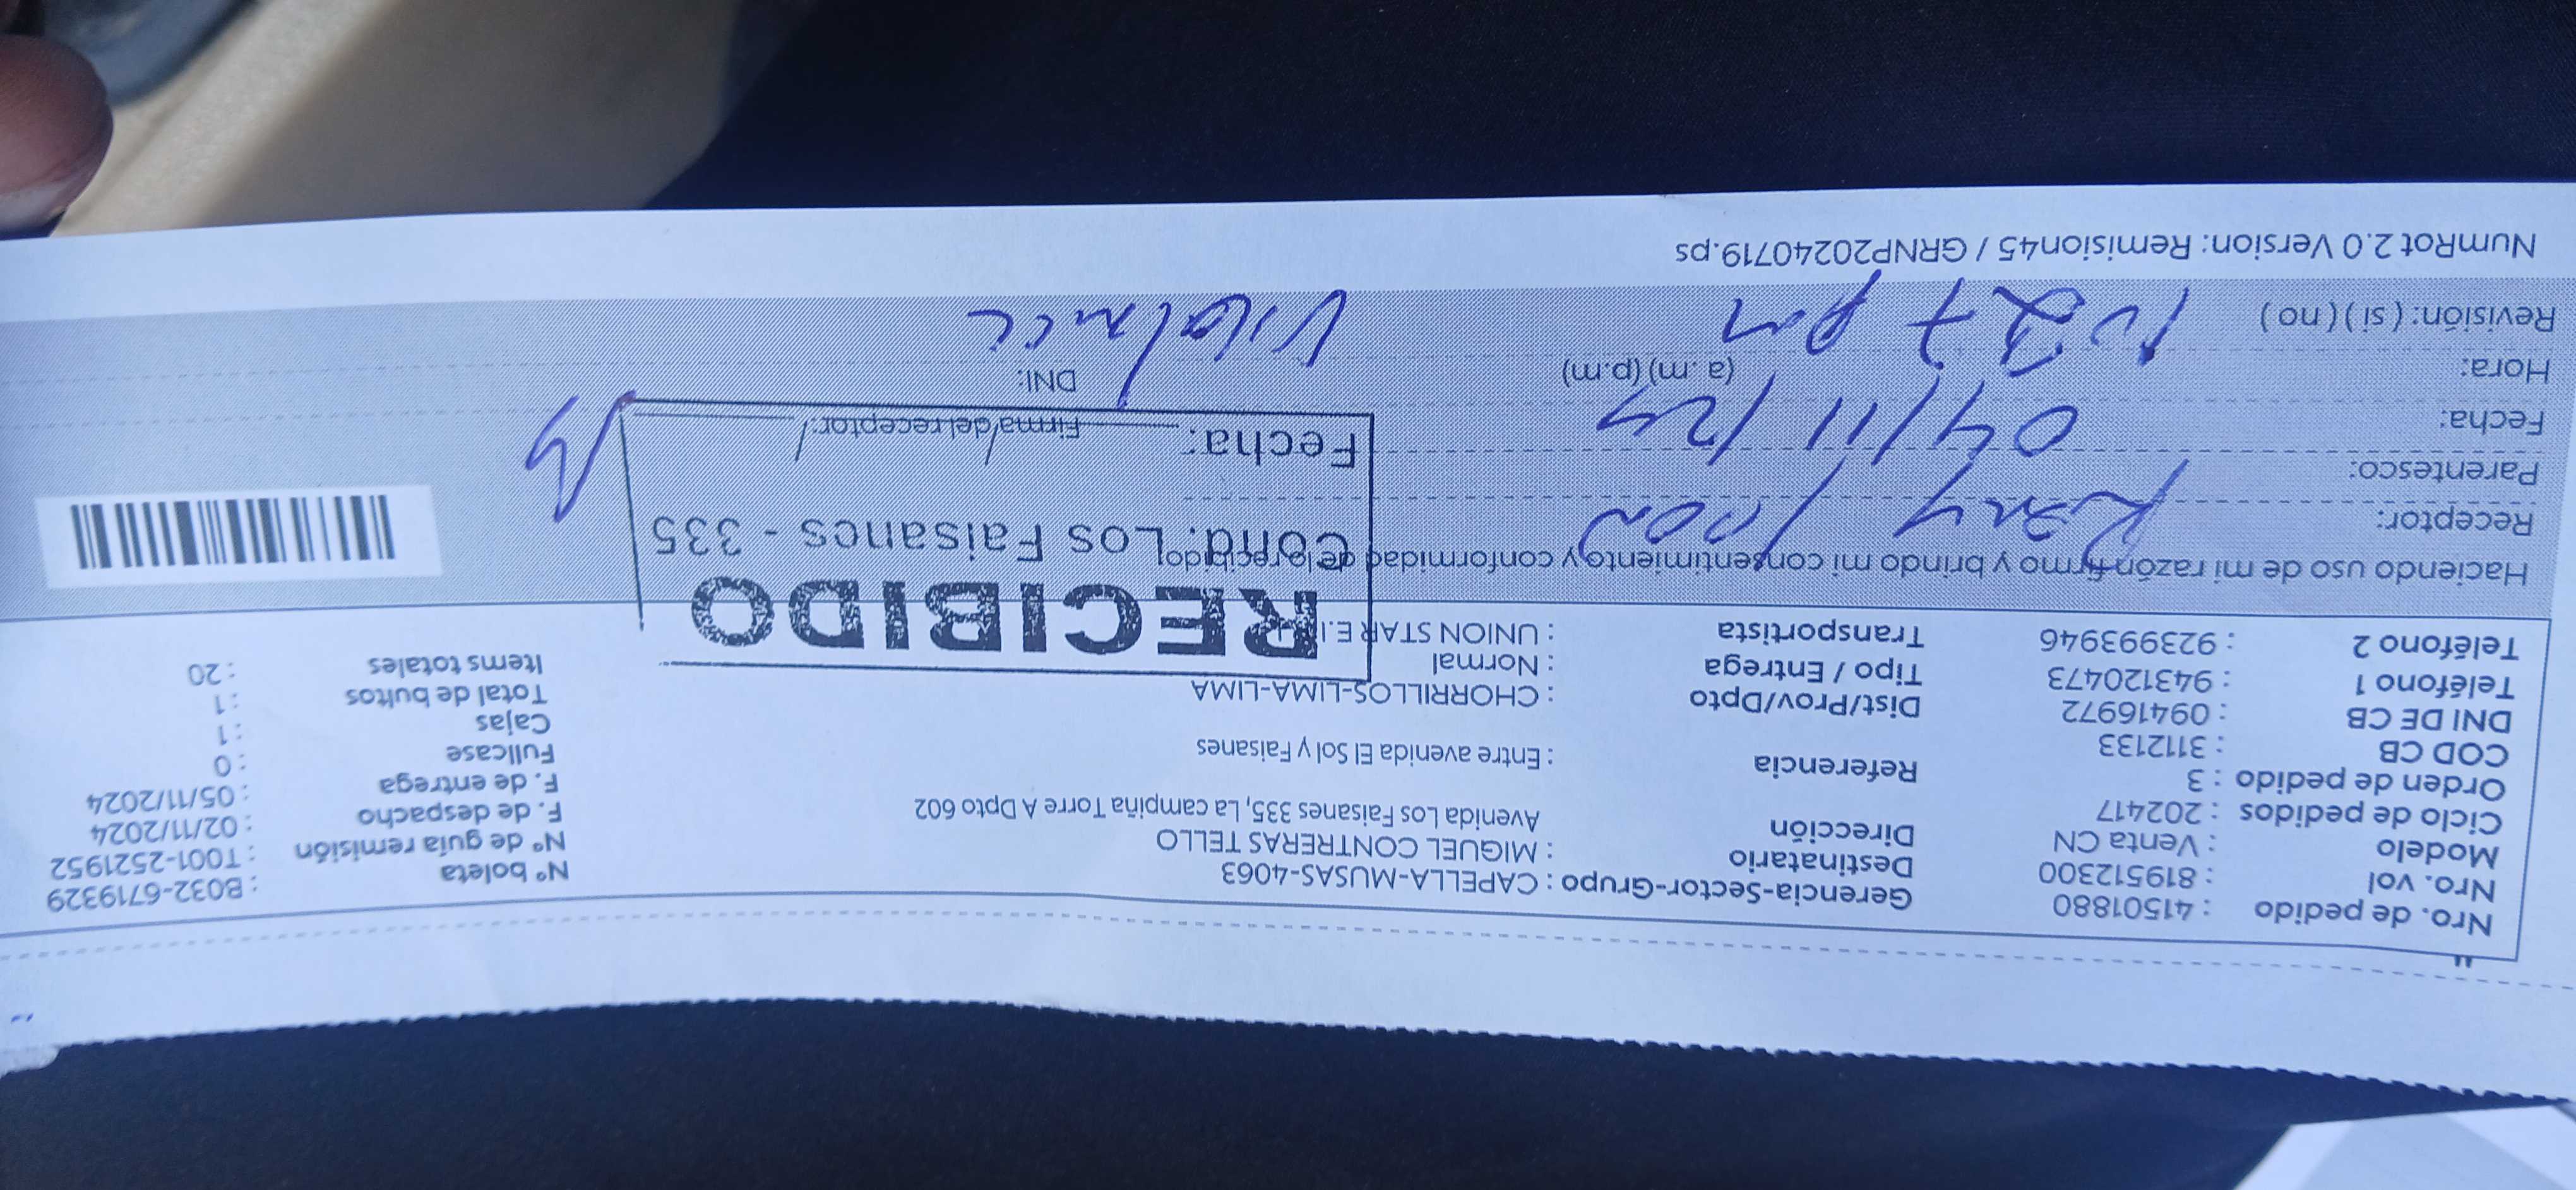 Nro. de pedido : 41501880 Gerencia-Sector-Grupo : CAPELLA-MUSAS-4063 Nº boleta : B032-6719329
Nro. vol : 819512300 Destinatario : MIGUEL CONTRERAS TELLO Nº de guía remisión : T001-2521952
Modelo : Venta CN Dirección Avenida Los Faisanes 335, La campiña Torre A Dpto 602 F. de despacho : 02/11/2024
Ciclo de pedidos : 202417 F. de entrega : 05/11/2024
Orden de pedido : 3 Referencia : Entre avenida El Sol y Faisanes Fullcase : 0
COD CB : 3112133 Cajas : 1
DNI DE CB : 09416972 Dist/Prov/Dpto : CHORRILLOS-LIMA-LIMA Total de bultos : 1
Teléfono 1 : 943120473 Tipo / Entrega : Normal Items totales : 20
Teléfono 2 : 923993946 Transportista : UNION STAR E.I
RECIBIDO
Haciendo uso de mi razón firmo y brindo mi consentimiento y conformidad de lo recibido.
Cond. Los Faisanes - 335
Receptor:
Parentesco:
Fecha: / /
Firma del receptor:
Fecha: 04/11/24
DNI:
Hora: (a .m) (p.m)
pm
Revisión: ( si ) ( no )
NumRot 2.0 Version: Remision45 / GRNP20240719.ps